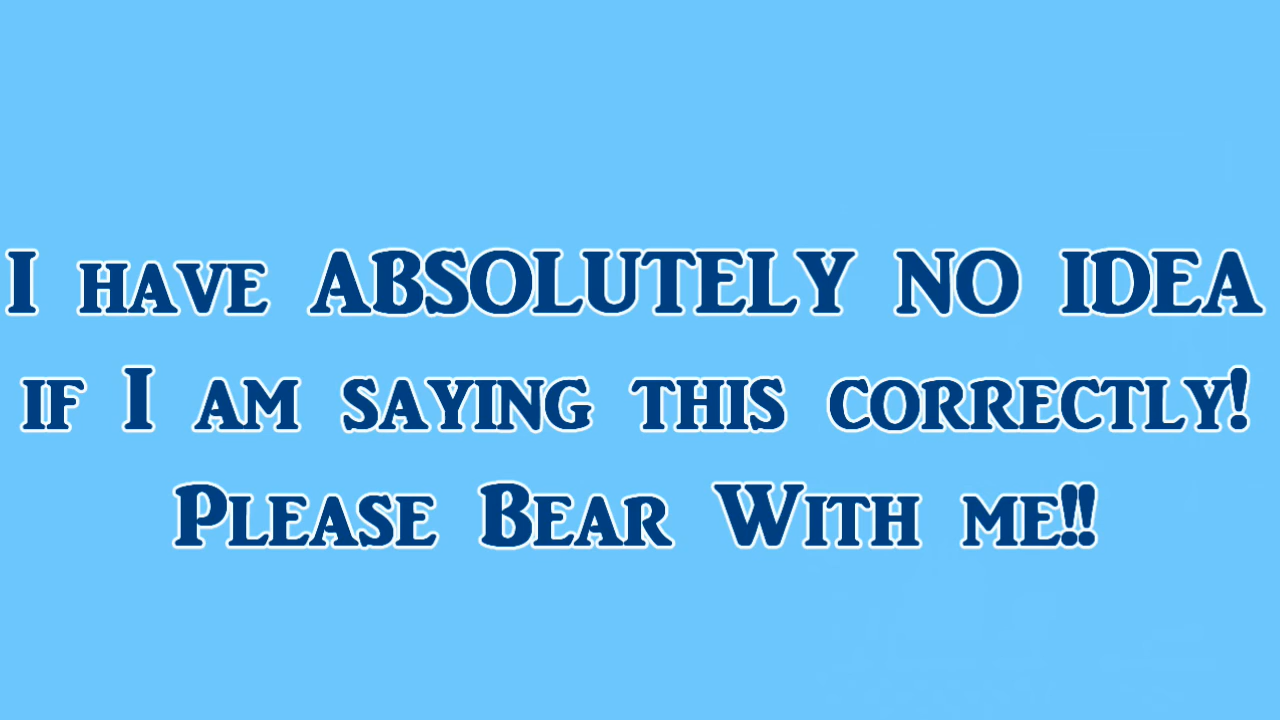 I have ABSOLUTELY NO IDEA
if I am saying this correctly!
Please Bear With me!!